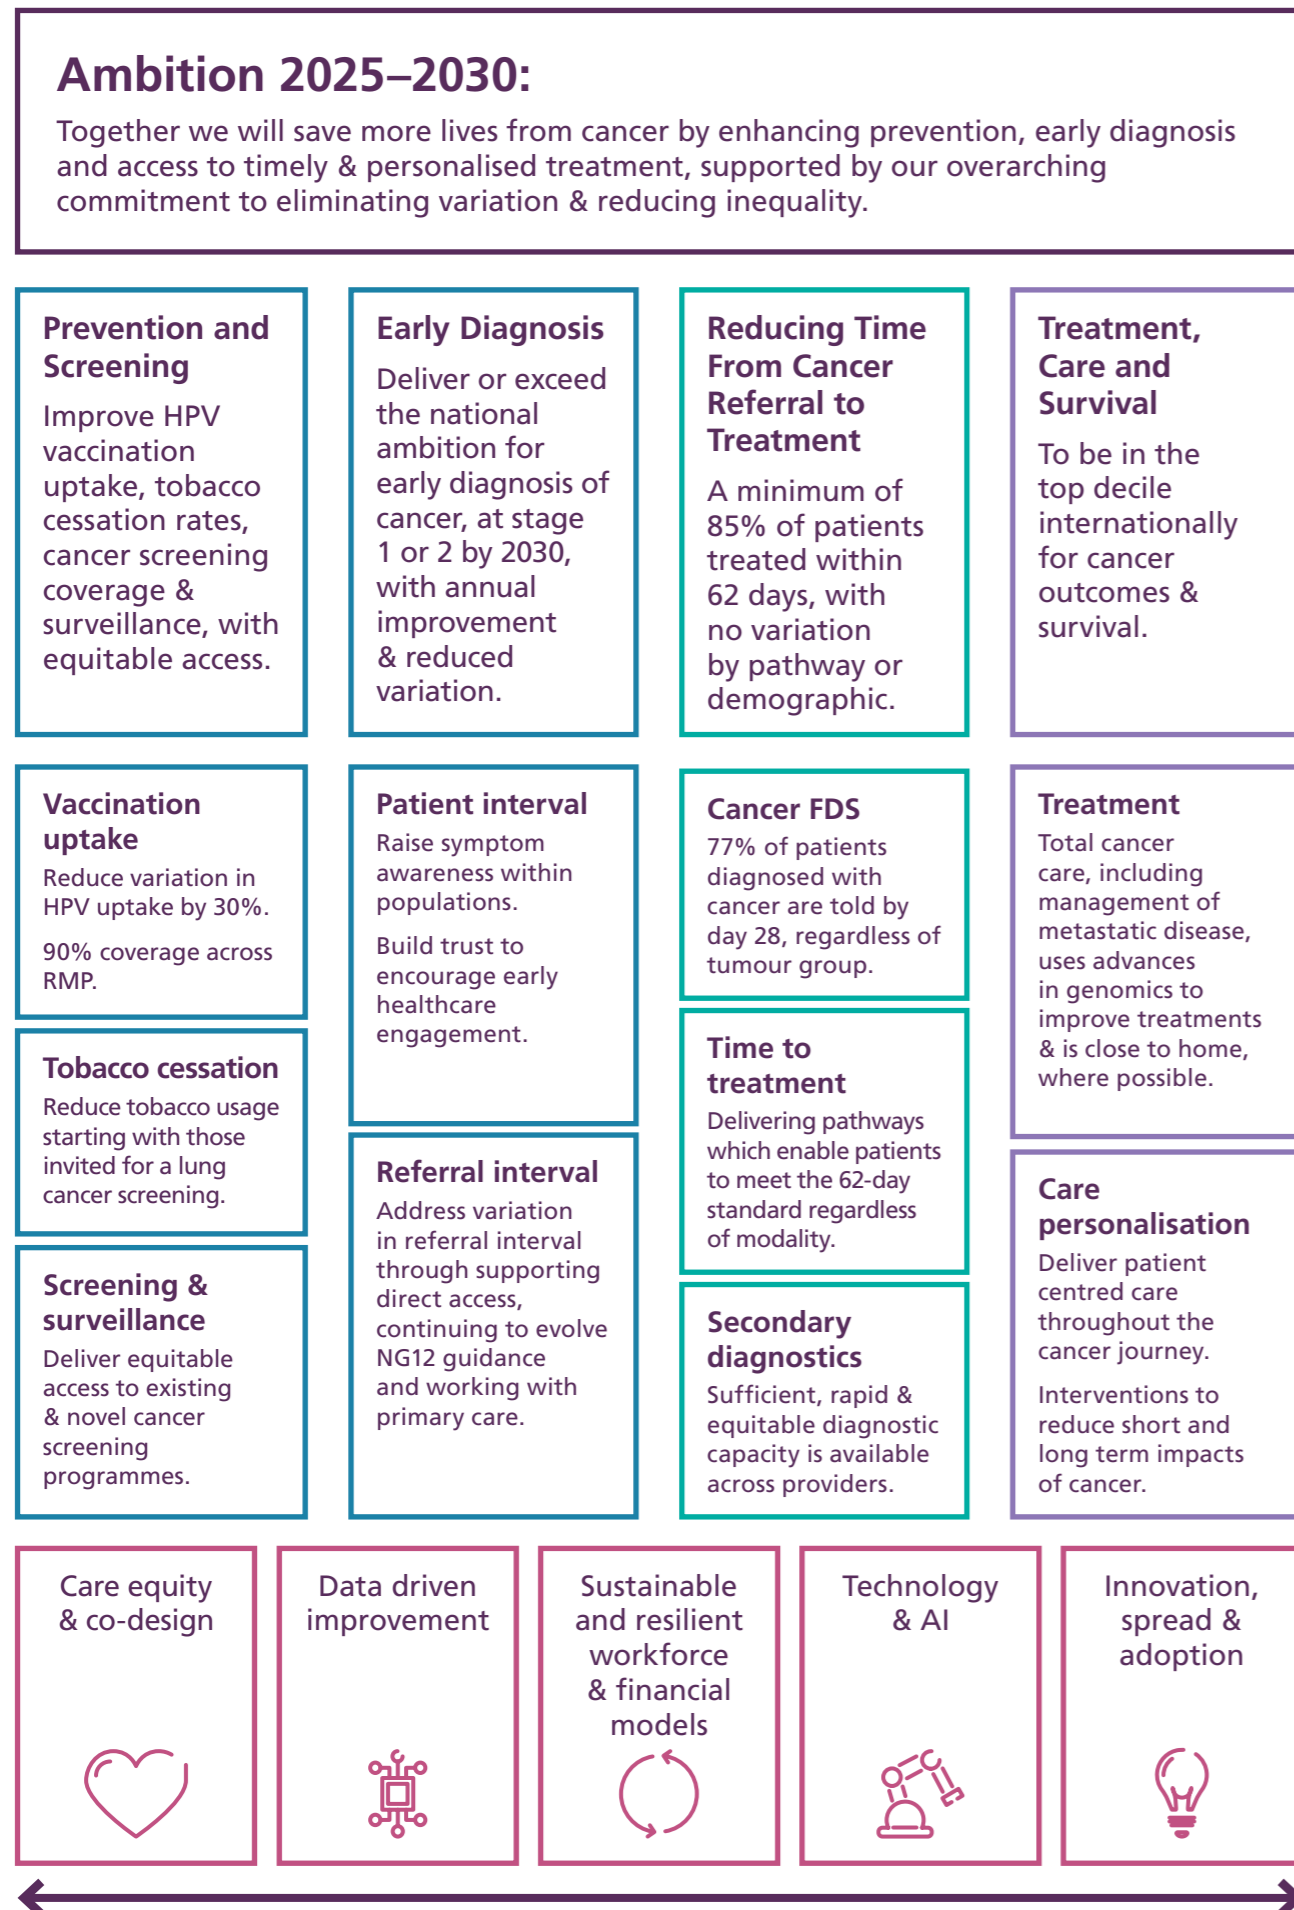 Ambition 2025–2030:
Together we will save more lives from cancer by enhancing prevention, early diagnosis
and access to timely & personalised treatment, supported by our overarching
commitment to eliminating variation & reducing inequality.
Prevention and
Screening
Improve HPV
vaccination
uptake, tobacco
cessation rates,
cancer screening
coverage &
surveillance, with
equitable access.
Early Diagnosis
Deliver or exceed
the national
ambition for
early diagnosis of
cancer, at stage
1 or 2 by 2030,
with annual
improvement
& reduced
variation.
Reducing Time
From Cancer
Referral to
Treatment
A minimum of
85% of patients
treated within
62 days, with
no variation
by pathway or
demographic.
Treatment,
Care and
Survival
To be in the
top decile
internationally
for cancer
outcomes &
survival.
Vaccination
uptake
Reduce variation in
HPV uptake by 30%.
90% coverage across
RMP.
Tobacco cessation
Reduce tobacco usage
starting with those
invited for a lung
cancer screening.
Screening &
surveillance
Deliver equitable
access to existing
& novel cancer
screening
programmes.
Patient interval
Raise symptom
awareness within
populations.
Build trust to
encourage early
healthcare
engagement.
Referral interval
Address variation
in referral interval
through supporting
direct access,
continuing to evolve
NG12 guidance
and working with
primary care.
Cancer FDS
77% of patients
diagnosed with
cancer are told by
day 28, regardless of
tumour group.
Time to
treatment
Delivering pathways
which enable patients
to meet the 62-day
standard regardless
of modality.
Secondary
diagnostics
Sufficient, rapid &
equitable diagnostic
capacity is available
across providers.
Treatment
Total cancer
care, including
management of
metastatic disease,
uses advances
in genomics to
improve treatments
& is close to home,
where possible.
Care
personalisation
Deliver patient
centred care
throughout the
cancer journey.
Interventions to
reduce short and
long term impacts
of cancer.
Care equity
& co-design
Data driven
improvement
Sustainable
and resilient
workforce
& financial
models
Technology
& AI
Innovation,
spread &
adoption